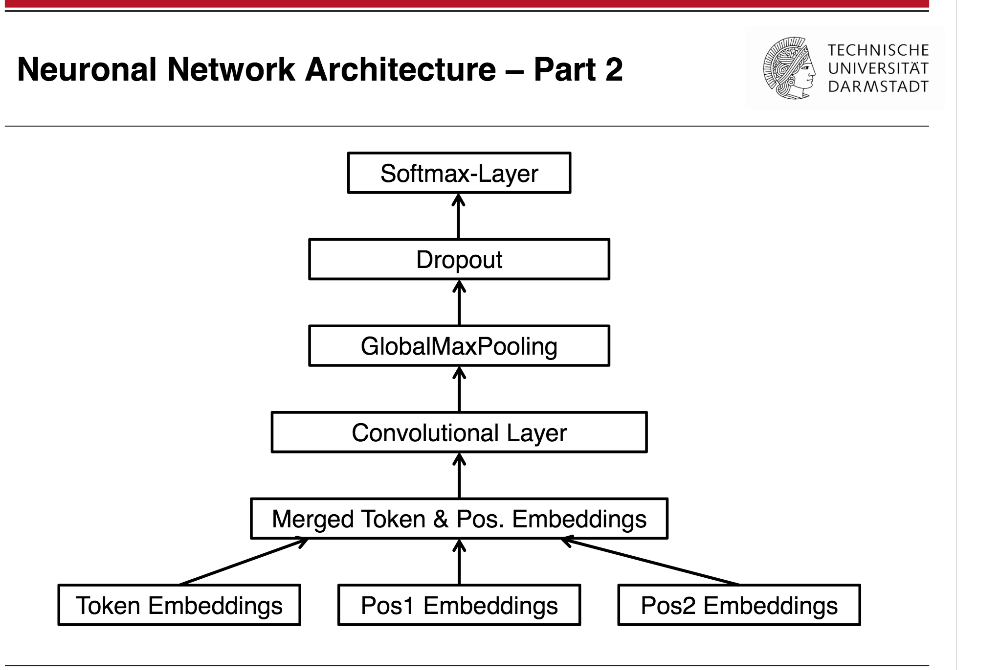 Neuronal Network Architecture – Part 2
TECHNISCHE
UNIVERSITÄT
DARMSTADT
Softmax-Layer
Dropout
GlobalMaxPooling
Convolutional Layer
Merged Token & Pos. Embeddings
Token Embeddings
Pos1 Embeddings
Pos2 Embeddings